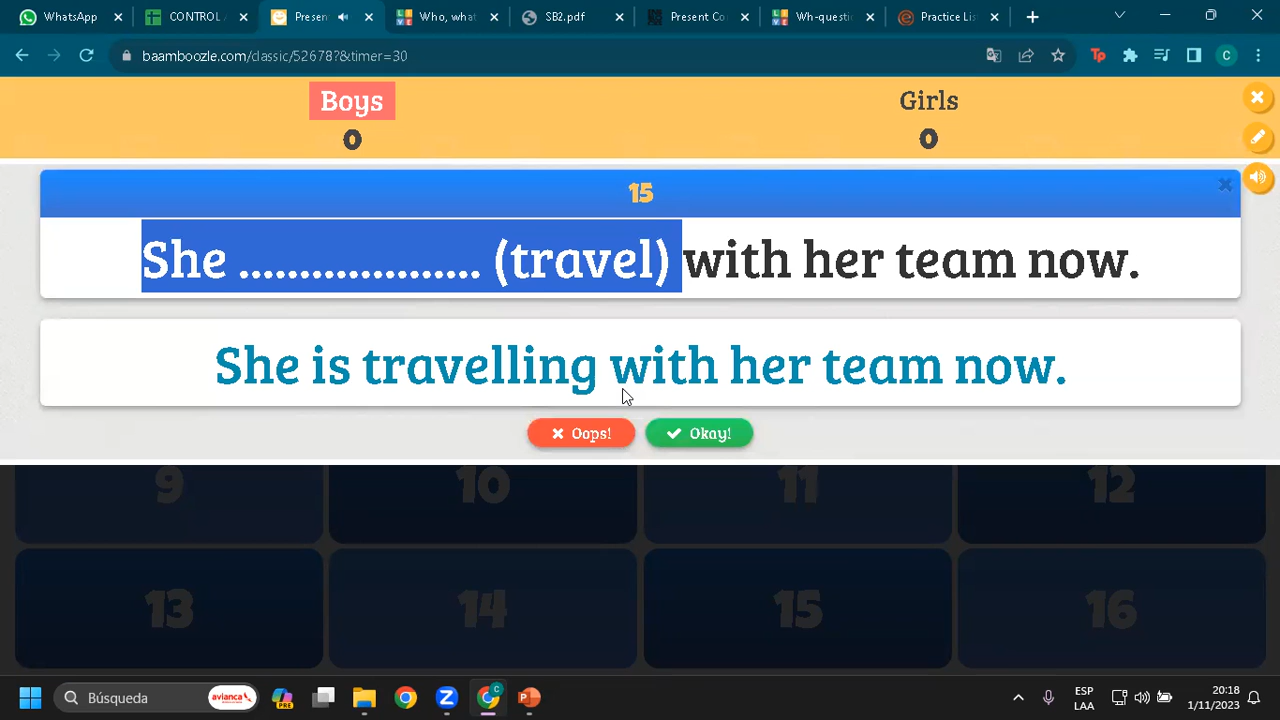 WhatsApp
CONTROL A
Presen
Who, what
SB2.pdf
Present Co
Wh-questi
Practice Lis
baamboozle.com/classic/52678?&timer=30
Tp
C
Boys
Girls
0
0
15
She ................... (travel) with her team now.
She is travelling with her team now.
Oops!
Okay!
9
10
11
12
13
14
15
16
Búsqueda
avianca
PRE
C
LAA
20:18
11/2023